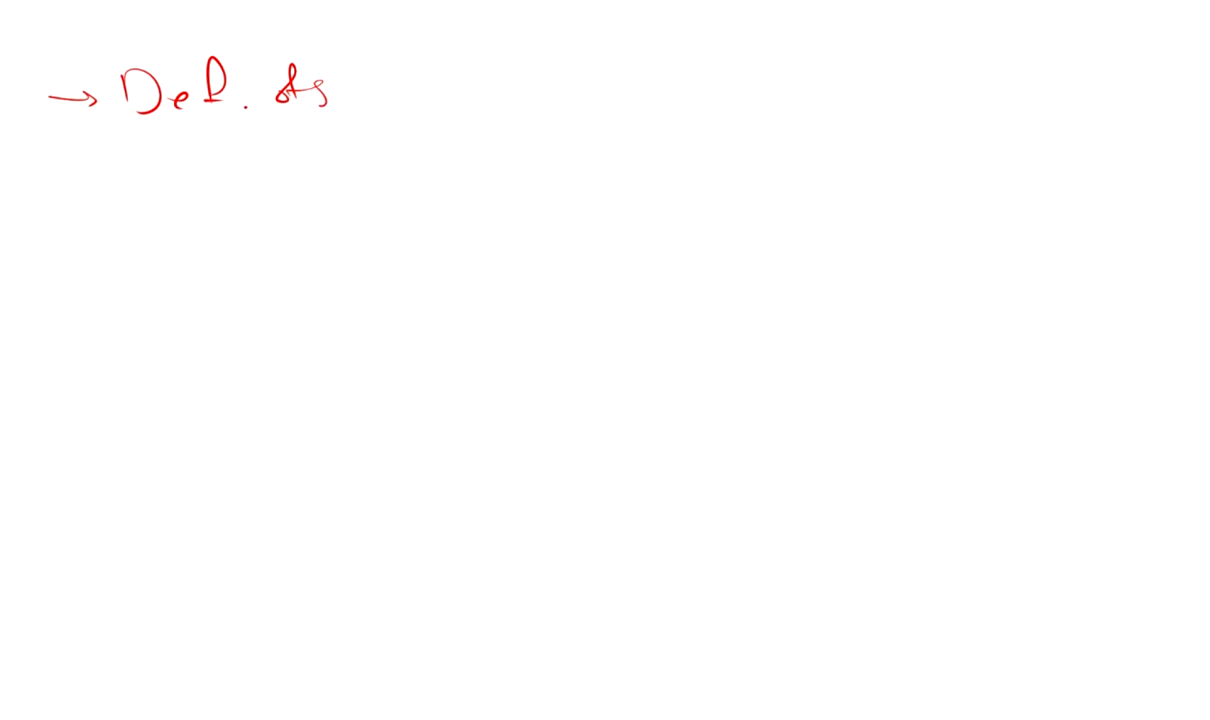 → Def. of s